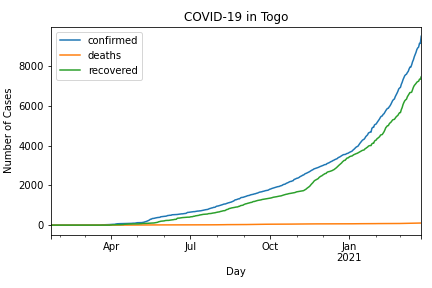 COVID-19 in Togo
confirmed
deaths
recovered
Number of Cases
8000
6000
4000
2000
0
Apr
Jul
Oct
Jan
2021
Day